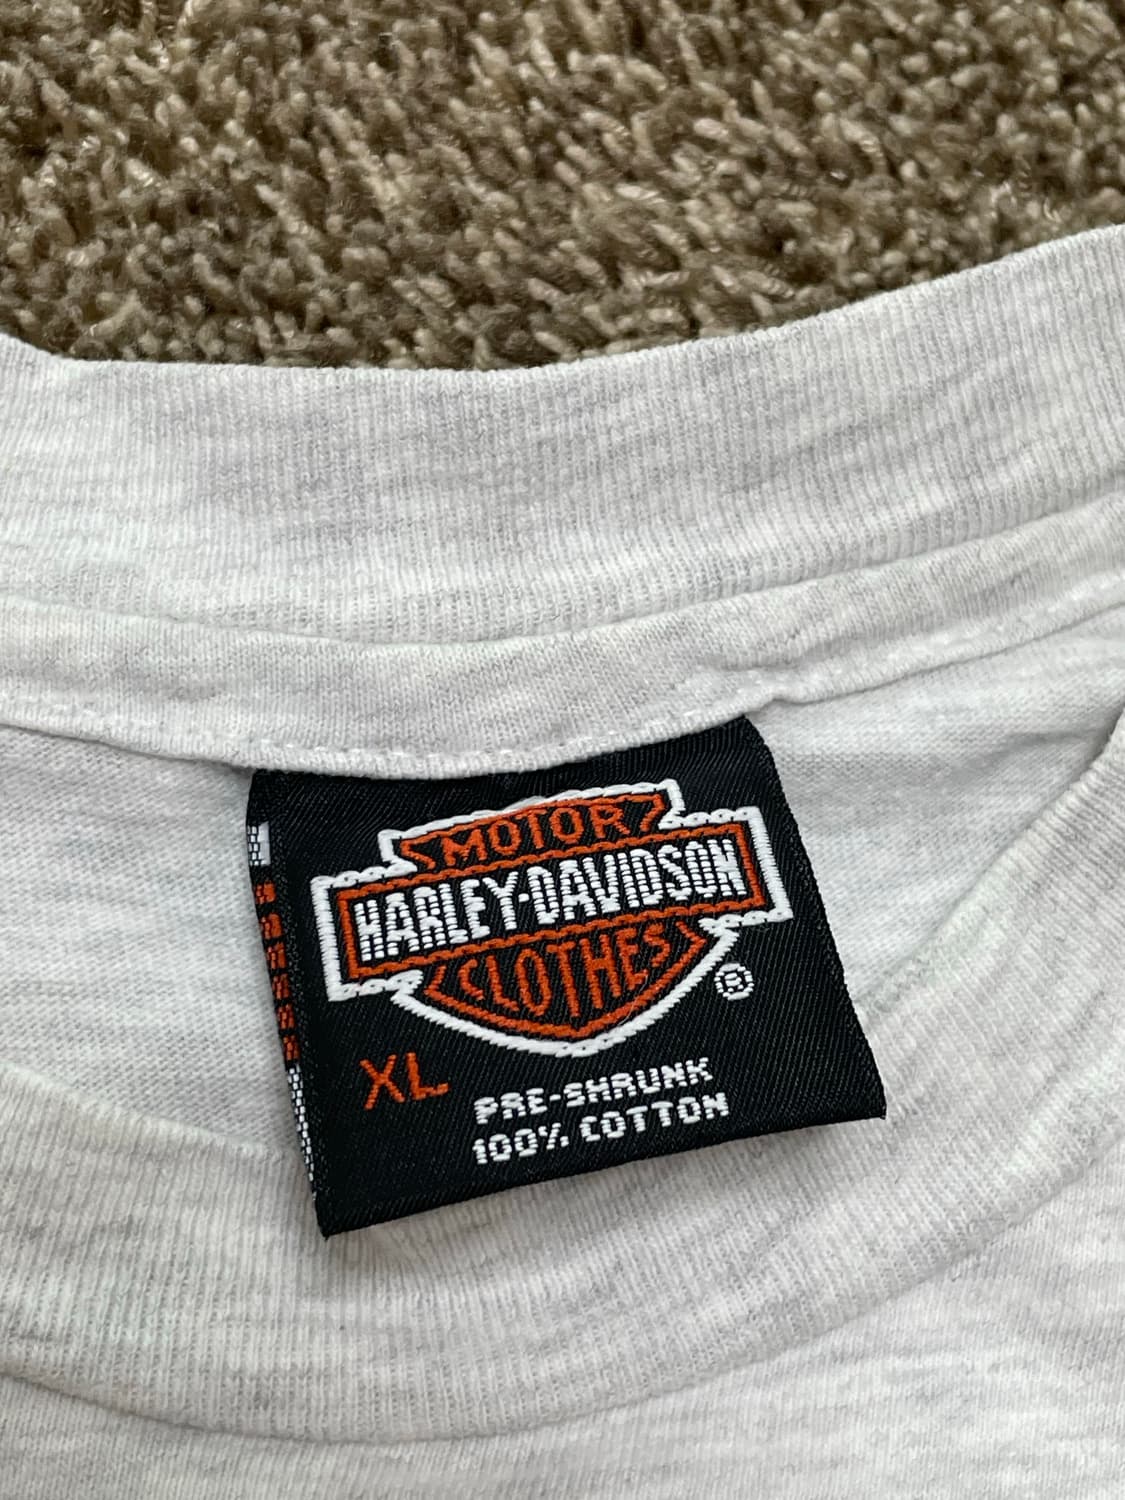 MOTOR
HARLEY-DAVIDSON
CLOTHES
®
XL
PRE-SHRUNK
100% COTTON